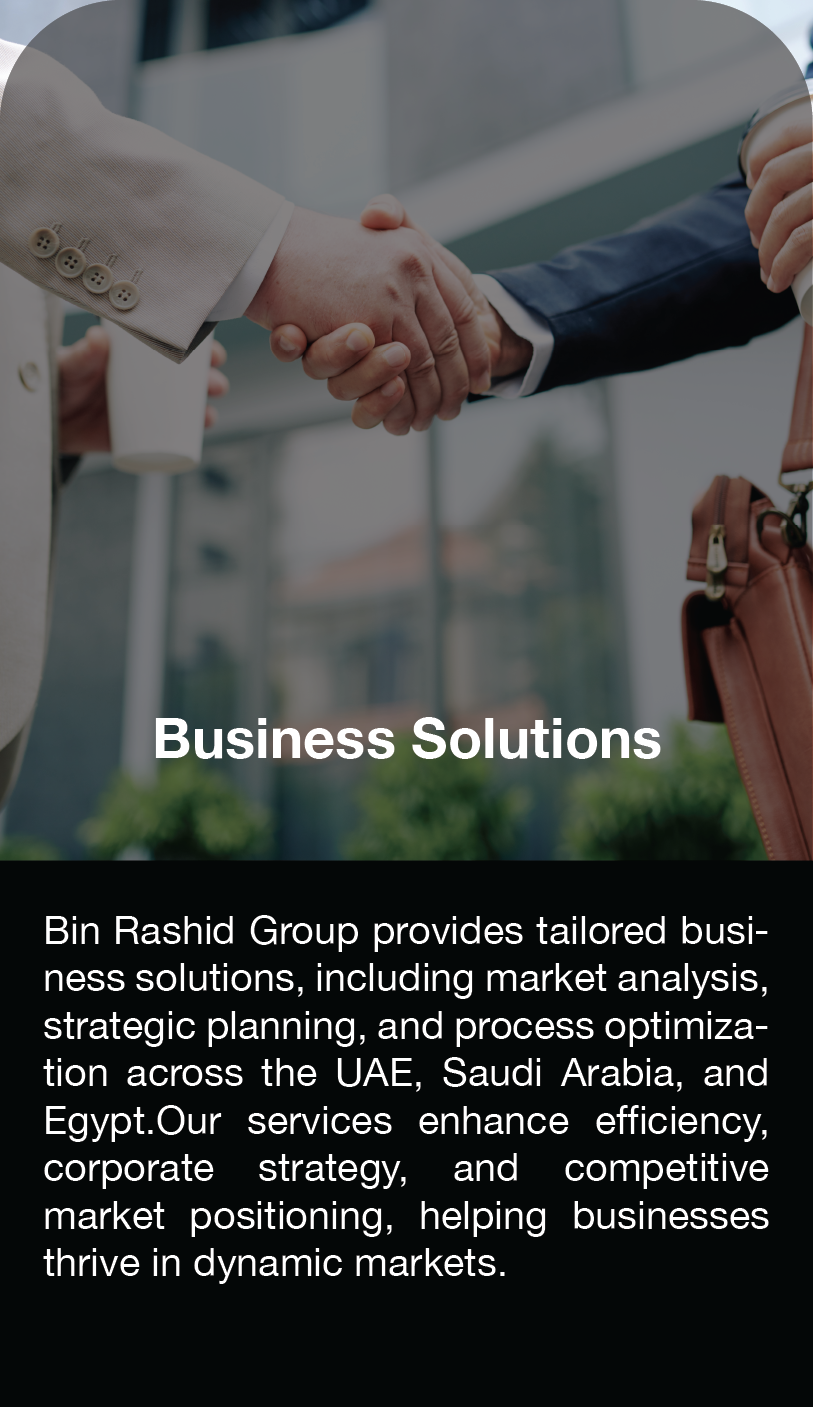 Business Solutions
Bin Rashid Group provides tailored busi-
ness solutions, including market analysis,
strategic planning, and process optimiza-
tion across the UAE, Saudi Arabia, and
Egypt.Our services enhance efficiency,
corporate strategy, and competitive
market positioning, helping businesses
thrive in dynamic markets.